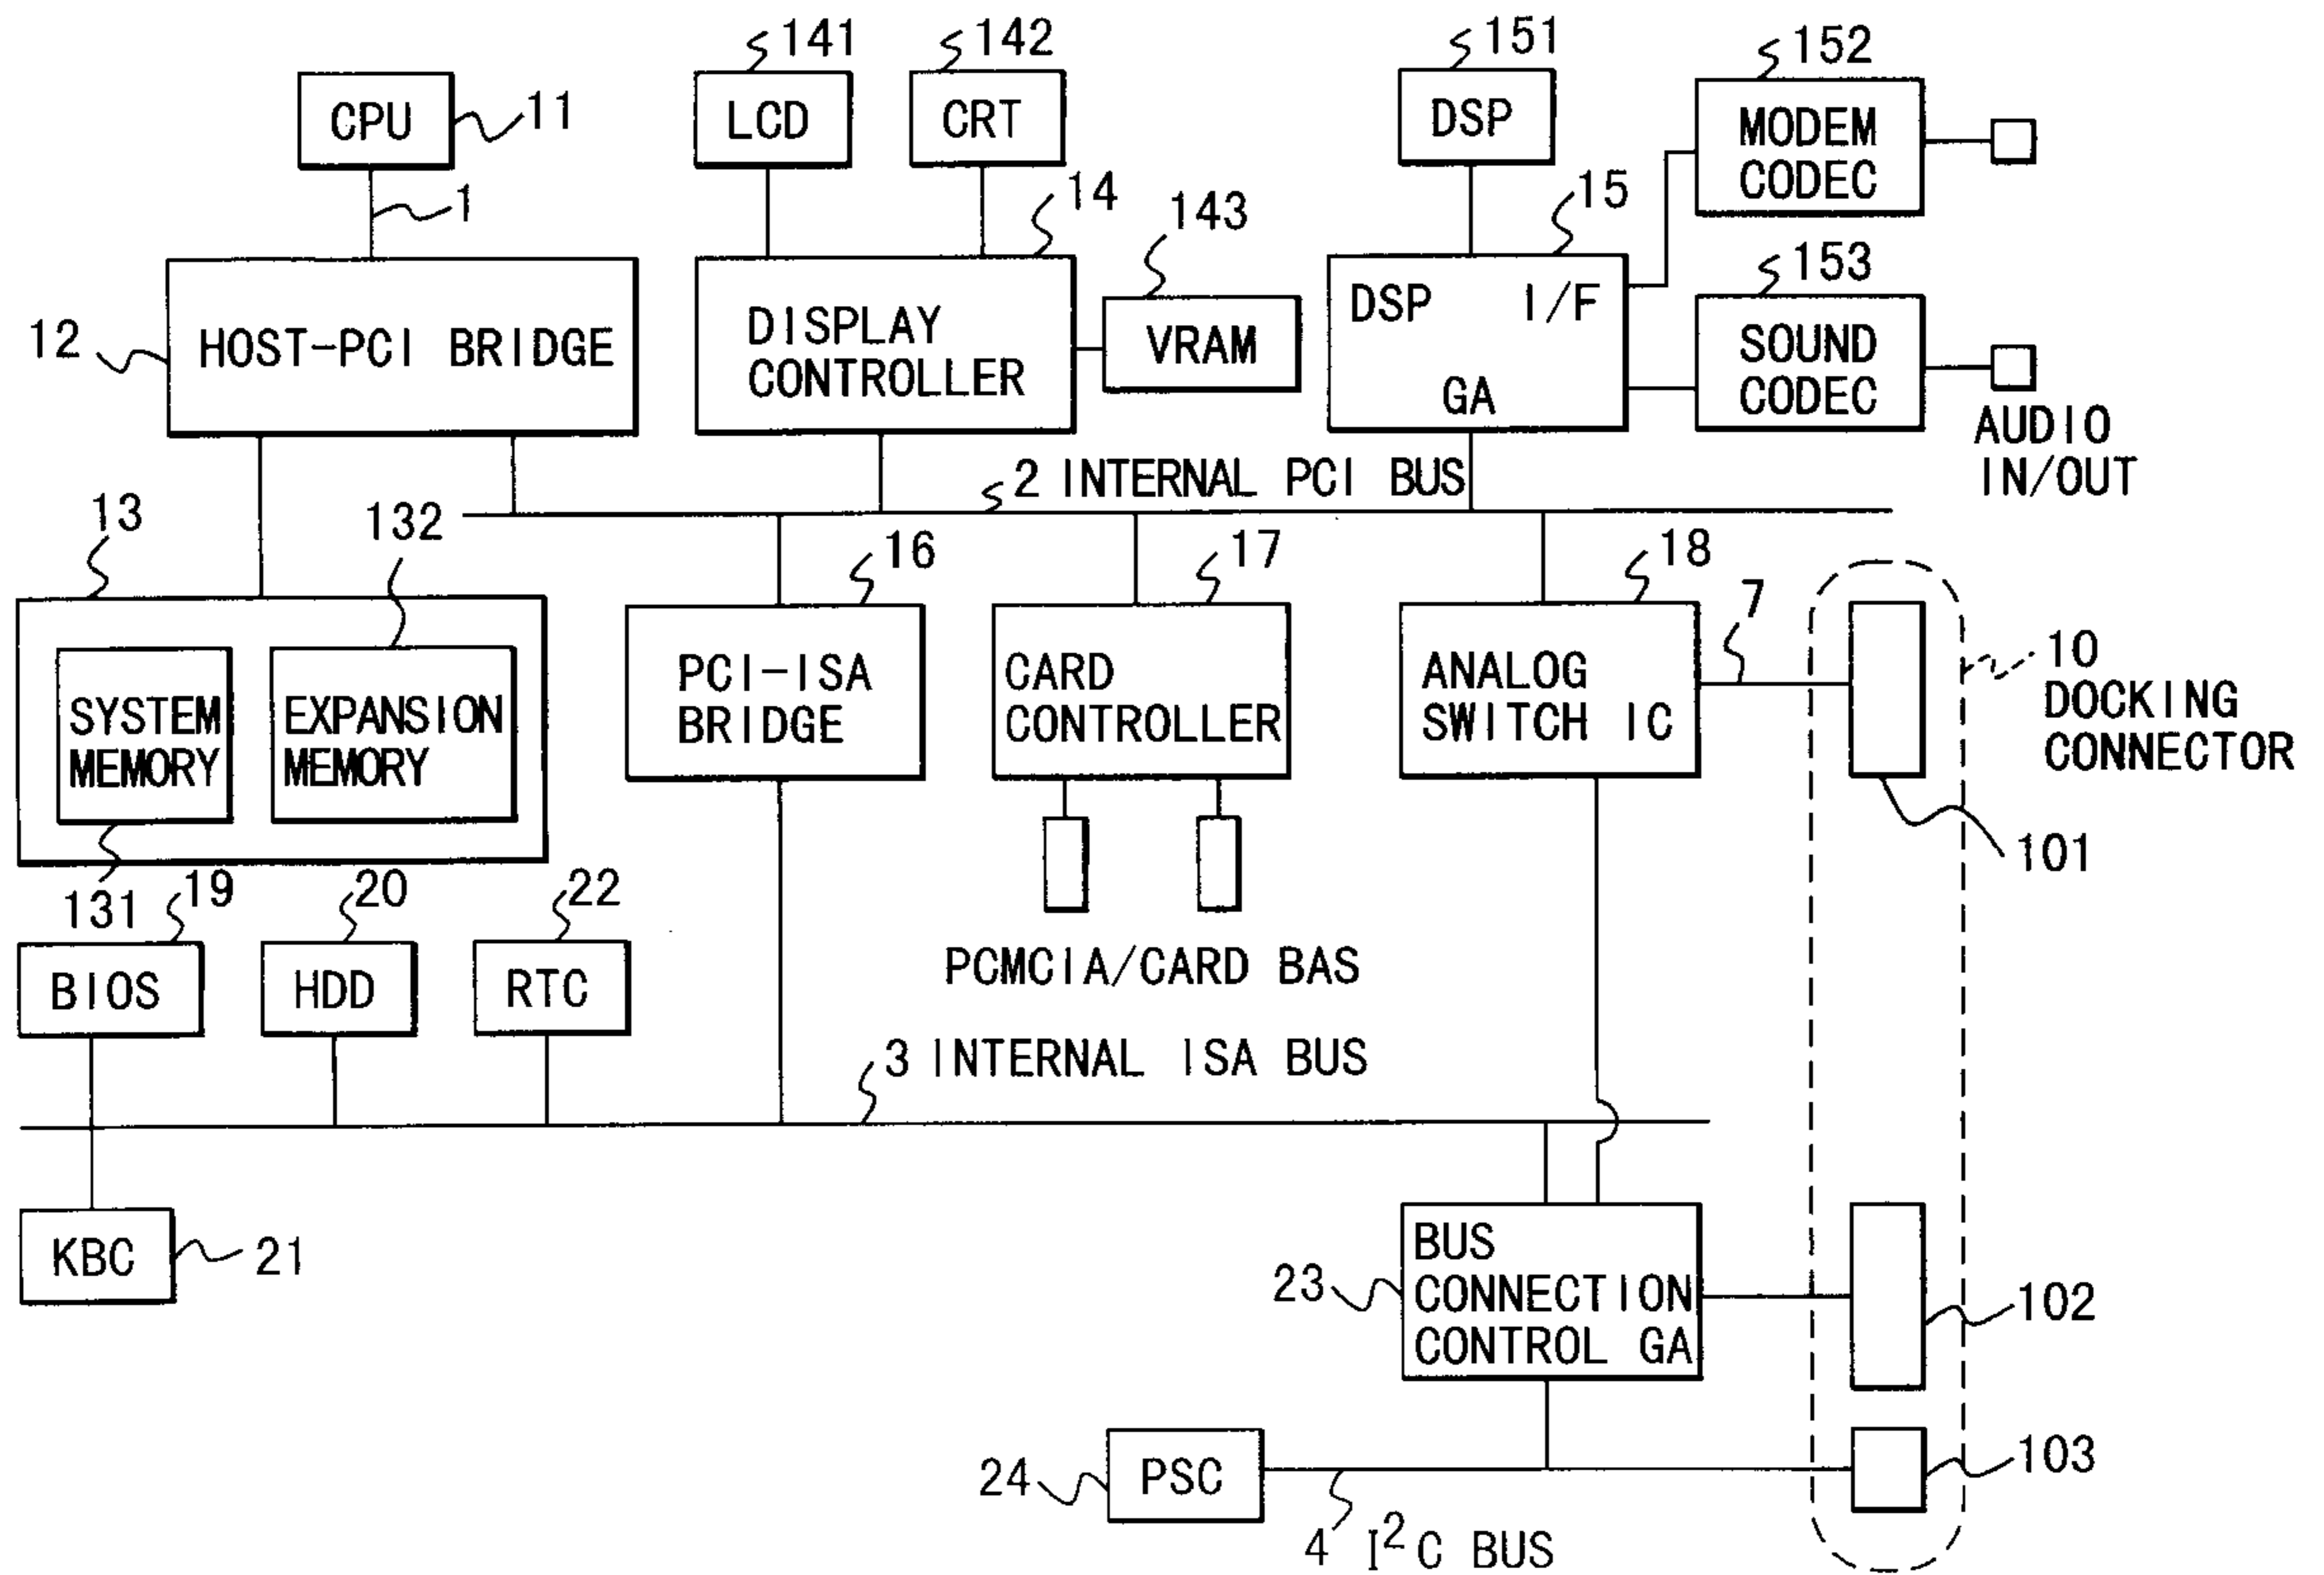 141
142
151
152
CPU
11
LCD
CRT
DSP
MODEM
CODEC
1
14
143
15
153
12
HOST-PCI BRIDGE
DISPLAY
CONTROLLER
VRAM
DSP I/F
GA
SOUND
CODEC
AUDIO
IN/OUT
2 INTERNAL PCI BUS
13
132
16
17
18
7
10
DOCKING
CONNECTOR
SYSTEM
MEMORY
EXPANSION
MEMORY
PCI-ISA
BRIDGE
CARD
CONTROLLER
ANALOG
SWITCH IC
101
131
19
20
22
BIOS
HDD
RTC
PCMCIA/CARD BAS
3 INTERNAL ISA BUS
KBC
21
23
BUS
CONNECTION
CONTROL GA
102
24
PSC
103
4 I²C BUS